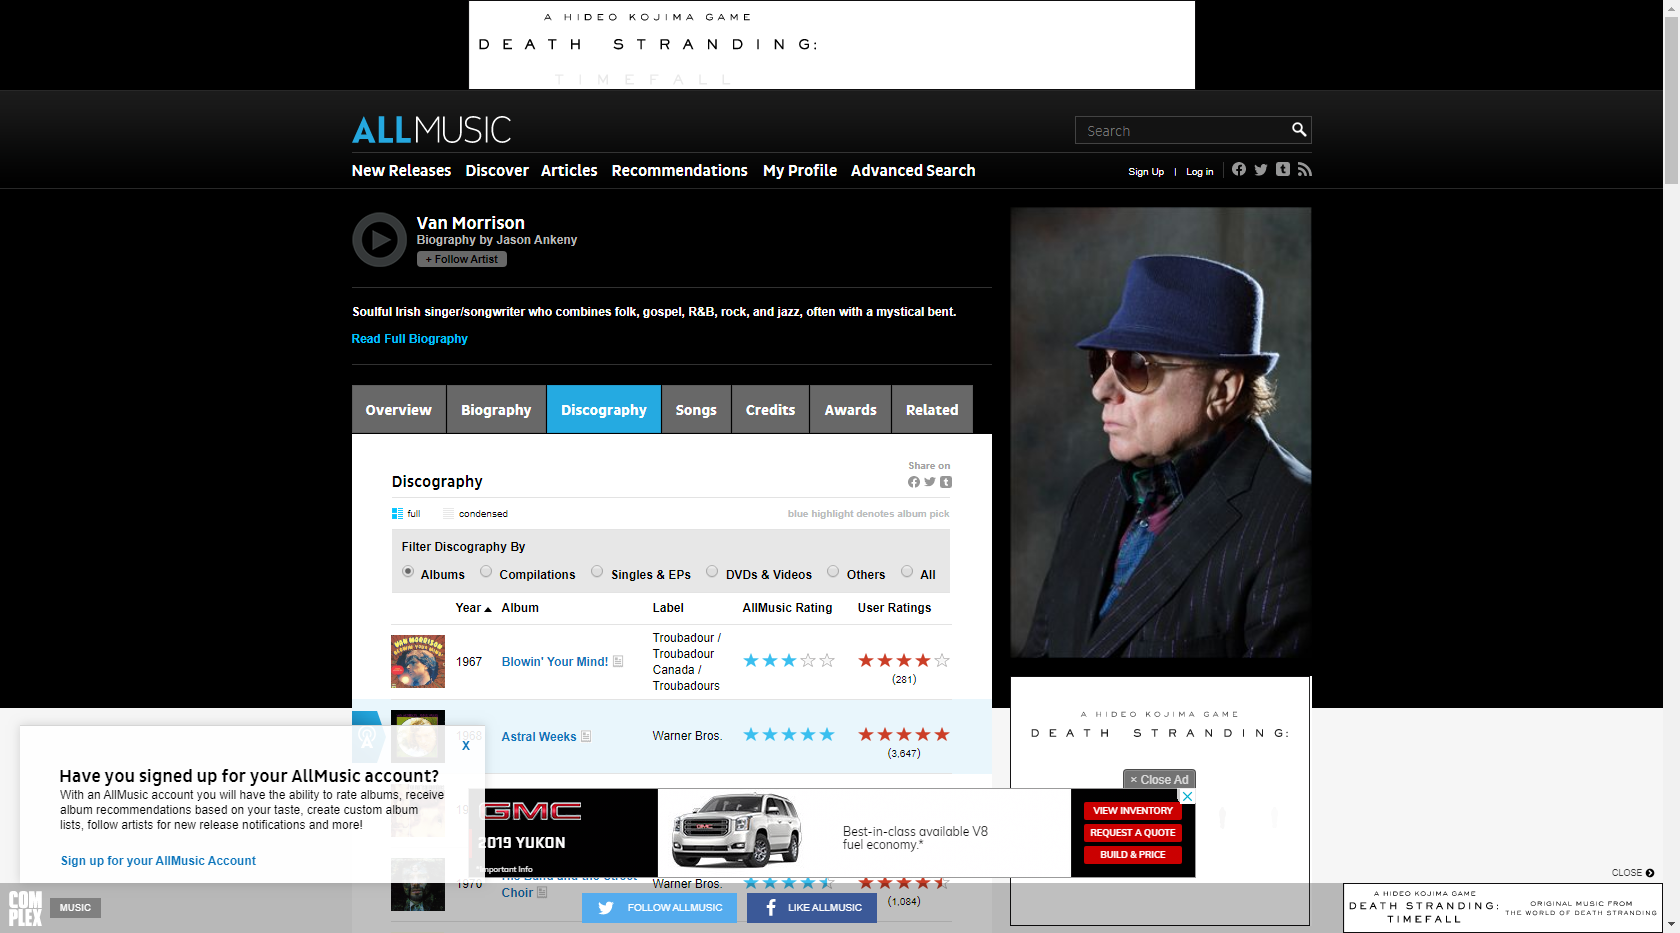 A HIDEO KOJIMA GAME
DEATH STRANDING:
TIMEFALL
ALLMUSIC
Search
New Releases Discover Articles Recommendations My Profile Advanced Search
Sign Up | Log in
Van Morrison
Biography by Jason Ankeny
+ Follow Artist
Soulful Irish singer/songwriter who combines folk, gospel, R&B, rock, and jazz, often with a mystical bent.
Read Full Biography
Overview Biography Discography Songs Credits Awards Related
Share on
Discography
full condensed blue highlight denotes album pick
Filter Discography By
Albums Compilations Singles & EPs DVDs & Videos Others All
Year Album Label AllMusic Rating User Ratings
VAN MORRISON
BLOWIN' YOUR MIND!
1967 Blowin' Your Mind! Troubadour / Troubadour Canada / Troubadours (281)
1968 Astral Weeks Warner Bros. (3,647)
A HIDEO KOJIMA GAME
DEATH STRANDING:
× Close Ad
X
Have you signed up for your AllMusic account?
With an AllMusic account you will have the ability to rate albums, receive
album recommendations based on your taste, create custom album
lists, follow artists for new release notifications and more!
Sign up for your AllMusic Account
GMC
2019 YUKON
*Important Info
GMC
Best-in-class available V8
fuel economy.*
VIEW INVENTORY
REQUEST A QUOTE
BUILD & PRICE
1970 The Band and the Street Choir Warner Bros. (1,084)
COMPLEX
MUSIC
FOLLOW ALLMUSIC
LIKE ALLMUSIC
CLOSE
A HIDEO KOJIMA GAME
DEATH STRANDING:
TIMEFALL
ORIGINAL MUSIC FROM
THE WORLD OF DEATH STRANDING